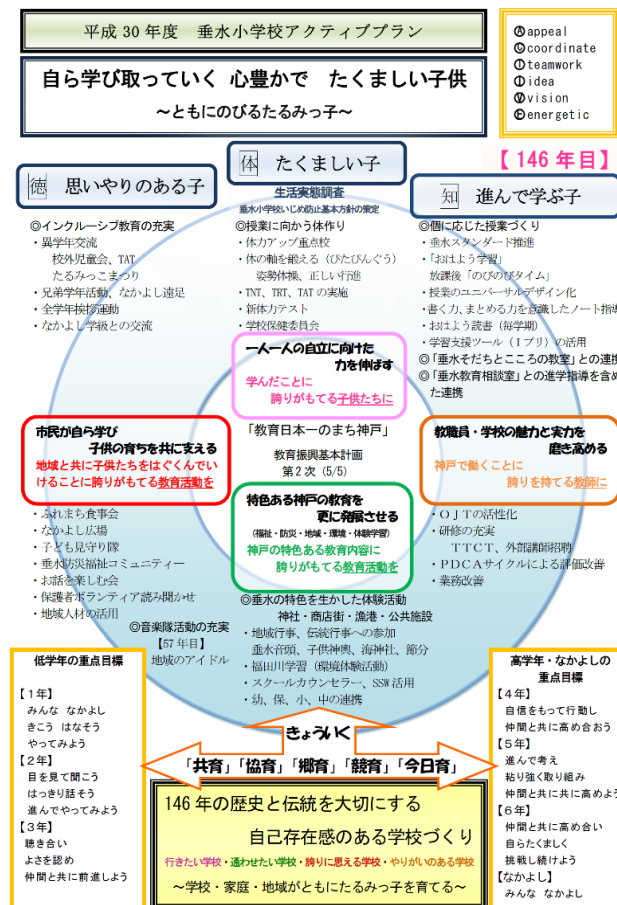 平成30年度 垂水小学校アクティブプラン
自ら学び取っていく 心豊かで たくましい子供
～ともにのびるたるみっ子～
Ⓐappeal
Ⓒcoordinate
Ⓣteamwork
Ⓘidea
Ⓥvision
Ⓔenergetic
【146年目】
徳 思いやりのある子
体 たくましい子
知 進んで学ぶ子
◎インクルーシブ教育の充実
・異学年交流
校外児童会、TAT
たるみっこまつり
・兄弟学年活動、なかよし遠足
・全学年挨拶運動
・なかよし学級との交流
生活実態調査
垂水小学校いじめ防止基本方針の策定
◎授業に向かう体作り
・体力アップ重点校
・体の軸を鍛える（ぴたぴんぐう）
姿勢体操、正しい行進
・TNT、TRT、TATの実施
・新体力テスト
・学校保健委員会
◎個に応じた授業づくり
・垂水スタンダード推進
・「おはよう学習」
放課後「のびのびタイム」
・授業のユニバーサルデザイン化
・書く力、まとめる力を意識したノート指導
・おはよう読書（毎学期）
・学習支援ツール（Ｉプリ）の活用
◎「垂水そだちとこころの教室」との連携
◎「垂水教育相談室」との進学指導を含め
た連携
一人一人の自立に向けた
力を伸ばす
学んだことに
誇りがもてる子供たちに
市民が自ら学び
子供の育ちを共に支える
地域と共に子供たちをはぐくんでい
けることに誇りがもてる教育活動を
「教育日本一のまち神戸」
教育振興基本計画
第２次（5/5）
教職員・学校の魅力と実力を
磨き高める
神戸で働くことに
誇りを持てる教師に
特色ある神戸の教育を
更に発展させる
（福祉・防災・地域・環境・体験学習）
神戸の特色ある教育内容に
誇りがもてる教育活動を
・ふれまち食事会
・なかよし広場
・子ども見守り隊
・垂水防災福祉コミュニティー
・お話を楽しむ会
・保護者ボランティア読み聞かせ
・地域人材の活用
・ＯＪＴの活性化
・研修の充実
ＴＴＣＴ、外部講師招聘
・ＰＤＣＡサイクルによる評価改善
・業務改善
◎音楽隊活動の充実
【57年目】
地域のアイドル
◎垂水の特色を生かした体験活動
神社・商店街・漁港・公共施設
・地域行事、伝統行事への参加
垂水音頭、子供神輿、海神社、節分
・福田川学習（環境体験活動）
・スクールカウンセラー、SSW活用
・幼、保、小、中の連携
低学年の重点目標
【１年】
みんな なかよし
きこう はなそう
やってみよう
【２年】
目を見て聞こう
はっきり話そう
進んでやってみよう
【３年】
聴き合い
よさを認め
仲間と共に前進しよう
高学年・なかよしの
重点目標
【４年】
自信をもって行動し
仲間と共に高め合おう
【５年】
進んで考え
粘り強く取り組み
仲間と共に共に高めよう
【６年】
仲間と共に高め合い
自らたくましく
挑戦し続けよう
【なかよし】
みんな なかよし
きょういく
「共育」「協育」「郷育」「競育」「今日育」
146年の歴史と伝統を大切にする
自己存在感のある学校づくり
行きたい学校・通わせたい学校・誇りに思える学校・やりがいのある学校
～学校・家庭・地域がともにたるみっ子を育てる～